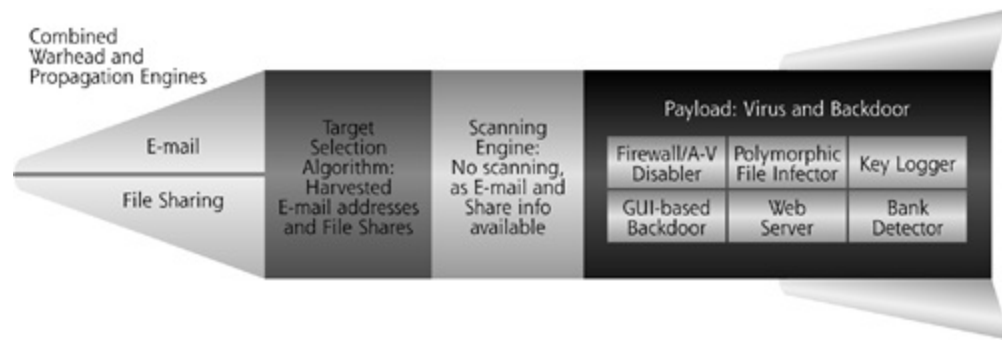 Combined
Warhead and
Propagation Engines
E-mail
File Sharing
Target
Selection
Algorithm:
Harvested
E-mail addresses
and File Shares
Scanning
Engine:
No scanning,
as E-mail and
Share info
available
Payload: Virus and Backdoor
Firewall/A-V
Disabler
Polymorphic
File Infector
Key Logger
GUI-based
Backdoor
Web
Server
Bank
Detector